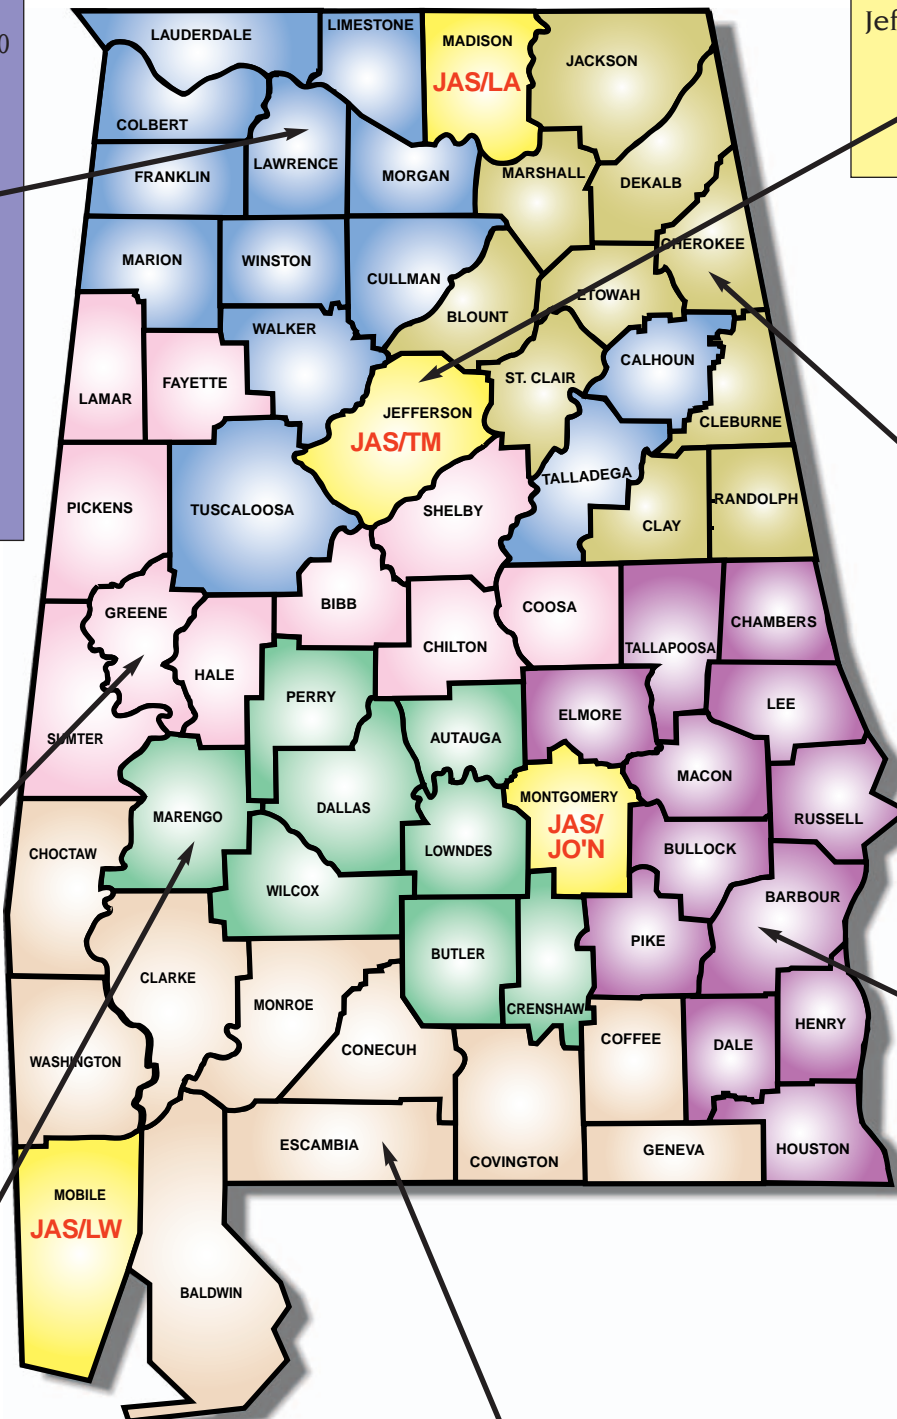 0
Jef
LAUDERDALE
LIMESTONE
MADISON
JAS/LA
JACKSON
COLBERT
FRANKLIN
LAWRENCE
MORGAN
MARSHALL
DEKALB
CHEROKEE
MARION
WINSTON
CULLMAN
ETOWAH
BLOUNT
WALKER
CALHOUN
ST. CLAIR
LAMAR
FAYETTE
JEFFERSON
JAS/TM
CLEBURNE
TALLADEGA
PICKENS
TUSCALOOSA
SHELBY
CLAY
RANDOLPH
GREENE
BIBB
COOSA
CHAMBERS
CHILTON
TALLAPOOSA
HALE
PERRY
ELMORE
LEE
SUMTER
AUTAUGA
MACON
MARENGO
DALLAS
MONTGOMERY
JAS/
JO'N
RUSSELL
CHOCTAW
LOWNDES
BULLOCK
WILCOX
BARBOUR
CLARKE
BUTLER
PIKE
MONROE
CRENSHAW
HENRY
WASHINGTON
CONECUH
COFFEE
DALE
ESCAMBIA
COVINGTON
GENEVA
HOUSTON
MOBILE
JAS/LW
BALDWIN